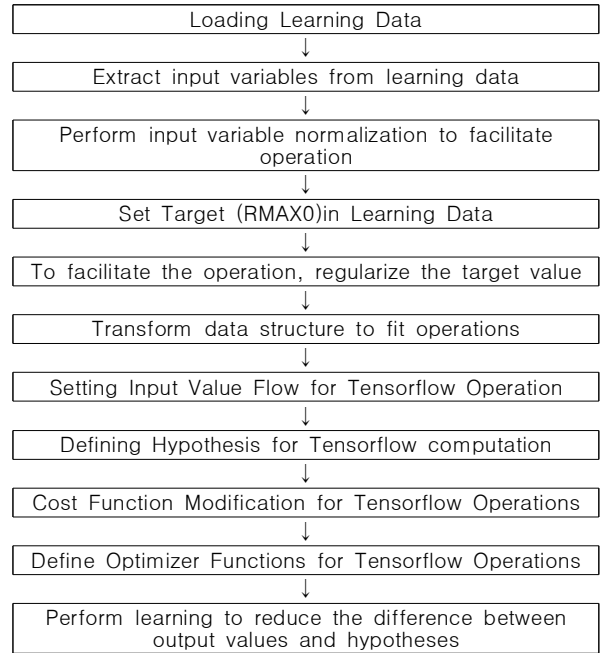 Loading Learning Data
↓
Extract input variables from learning data
↓
Perform input variable normalization to facilitate
operation
↓
Set Target (RMAX0)in Learning Data
↓
To facilitate the operation, regularize the target value
↓
Transform data structure to fit operations
↓
Setting Input Value Flow for Tensorflow Operation
↓
Defining Hypothesis for Tensorflow computation
↓
Cost Function Modification for Tensorflow Operations
↓
Define Optimizer Functions for Tensorflow Operations
↓
Perform learning to reduce the difference between
output values and hypotheses